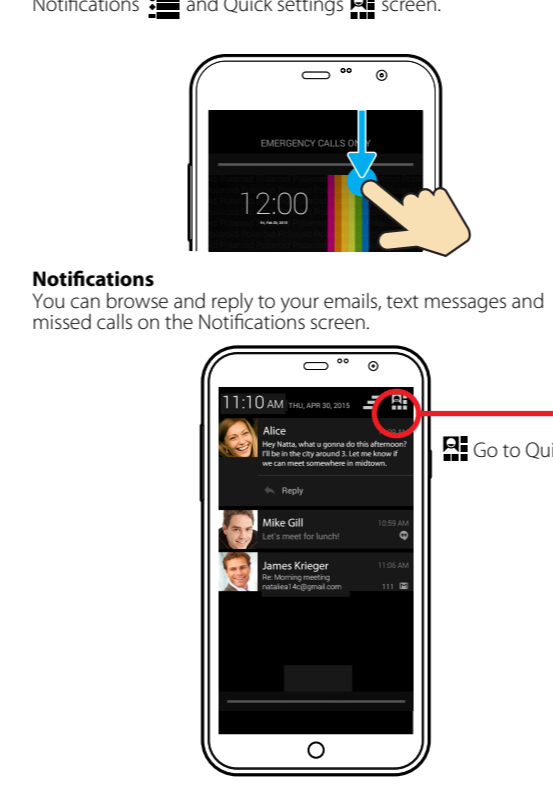 Notifications and Quick settings screen.
EMERGENCY CALLS ONLY
12:00
Notifications
You can browse and reply to your emails, text messages and
missed calls on the Notifications screen.
11:10 AM THU, APR 30, 2015
Alice
Hey Natta, what u gonna do this afternoon?
I'll be in the city around 3. Let me know if
we can meet somewhere in midtown.
Reply
Go to Qui
Mike Gill 10:59 AM
Let's meet for lunch!
James Krieger 11:06 AM
Re: Morning meeting
nataliea14c@gmail.com 111